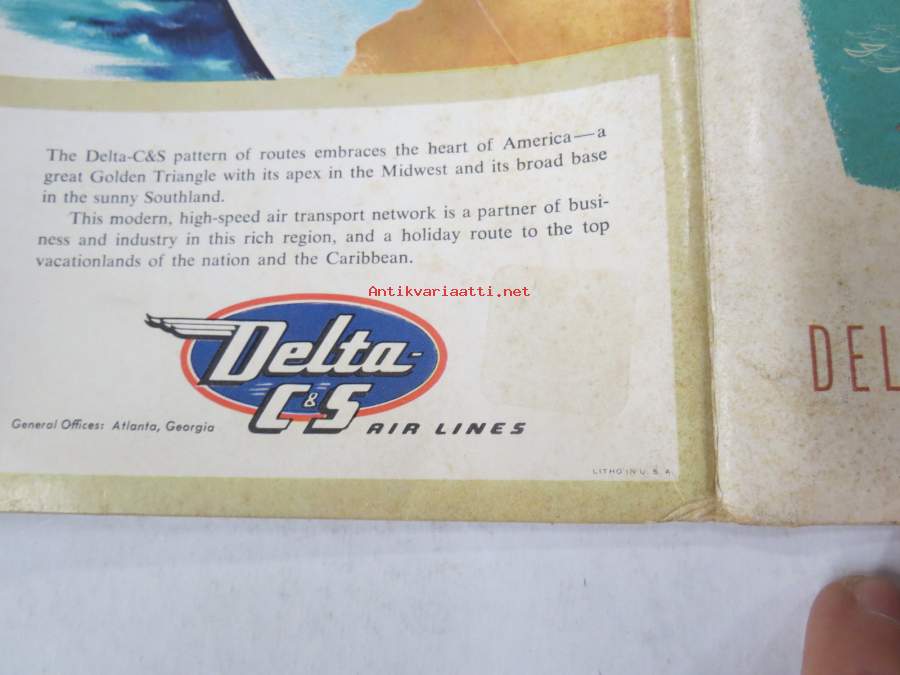 The Delta-C&S pattern of routes embraces the heart of America—a
great Golden Triangle with its apex in the Midwest and its broad base
in the sunny Southland.
This modern, high-speed air transport network is a partner of busi-
ness and industry in this rich region, and a holiday route to the top
vacationlands of the nation and the Caribbean.
Antikvariaatti.net
Delta-
C&S AIR LINES
General Offices: Atlanta, Georgia
LITHO IN U. S. A.
DEL